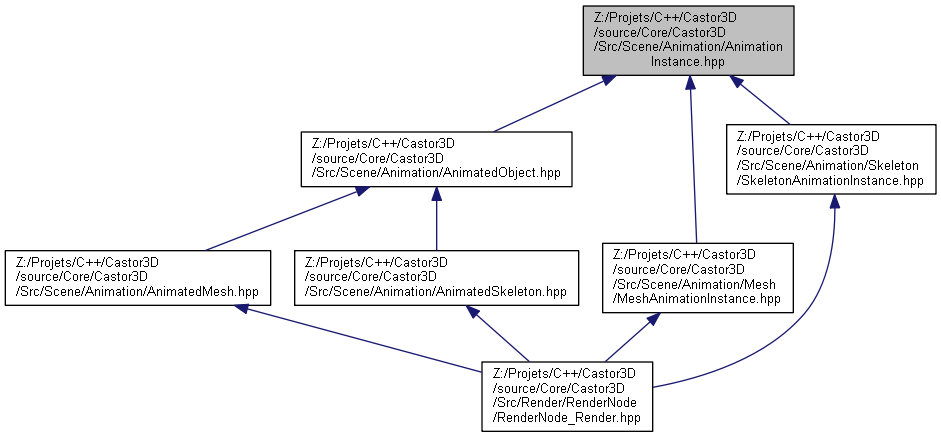 Z:/Projets/C++/Castor3D
/source/Core/Castor3D
/Src/Scene/Animation/Animation
Instance.hpp
Z:/Projets/C++/Castor3D
/source/Core/Castor3D
/Src/Scene/Animation/AnimatedObject.hpp
Z:/Projets/C++/Castor3D
/source/Core/Castor3D
/Src/Scene/Animation/Skeleton
/SkeletonAnimationInstance.hpp
Z:/Projets/C++/Castor3D
/source/Core/Castor3D
/Src/Scene/Animation/AnimatedMesh.hpp
Z:/Projets/C++/Castor3D
/source/Core/Castor3D
/Src/Scene/Animation/AnimatedSkeleton.hpp
Z:/Projets/C++/Castor3D
/source/Core/Castor3D
/Src/Scene/Animation/Mesh
/MeshAnimationInstance.hpp
Z:/Projets/C++/Castor3D
/source/Core/Castor3D
/Src/Render/RenderNode
/RenderNode_Render.hpp